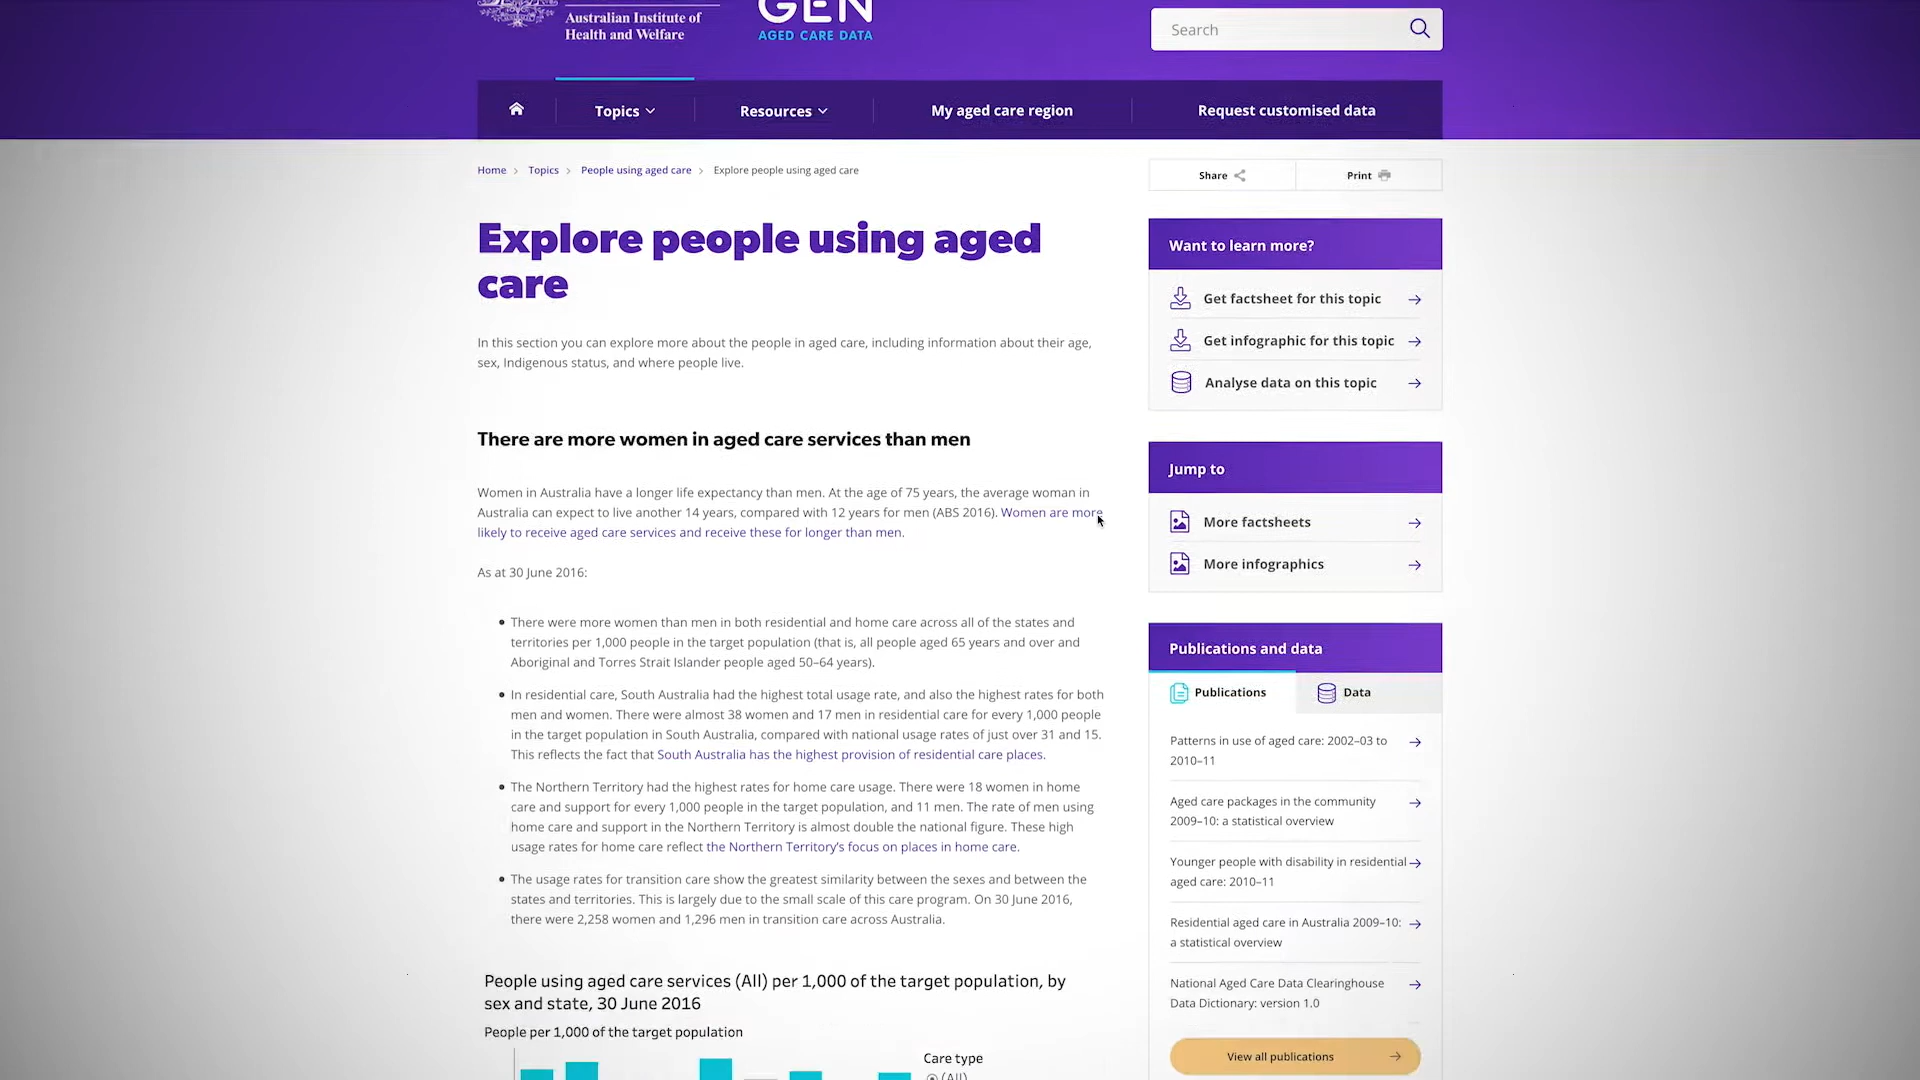 Australian Institute of
Health and Welfare
GEN
AGED CARE DATA
Search
Topics
Resources
My aged care region
Request customised data
Home > Topics > People using aged care > Explore people using aged care
Share
Print
Explore people using aged
care
In this section you can explore more about the people in aged care, including information about their age,
sex, Indigenous status, and where people live.
There are more women in aged care services than men
Women in Australia have a longer life expectancy than men. At the age of 75 years, the average woman in
Australia can expect to live another 14 years, compared with 12 years for men (ABS 2016). Women are more
likely to receive aged care services and receive these for longer than men.
As at 30 June 2016:
• There were more women than men in both residential and home care across all of the states and
territories per 1,000 people in the target population (that is, all people aged 65 years and over and
Aboriginal and Torres Strait Islander people aged 50–64 years).
• In residential care, South Australia had the highest total usage rate, and also the highest rates for both
men and women. There were almost 38 women and 17 men in residential care for every 1,000 people
in the target population in South Australia, compared with national usage rates of just over 31 and 15.
This reflects the fact that South Australia has the highest provision of residential care places.
• The Northern Territory had the highest rates for home care usage. There were 18 women in home
care and support for every 1,000 people in the target population, and 11 men. The rate of men using
home care and support in the Northern Territory is almost double the national figure. These high
usage rates for home care reflect the Northern Territory's focus on places in home care.
• The usage rates for transition care show the greatest similarity between the sexes and between the
states and territories. This is largely due to the small scale of this care program. On 30 June 2016,
there were 2,258 women and 1,296 men in transition care across Australia.
People using aged care services (All) per 1,000 of the target population, by
sex and state, 30 June 2016
People per 1,000 of the target population
Care type
(All)
Want to learn more?
Get factsheet for this topic
Get infographic for this topic
Analyse data on this topic
Jump to
More factsheets
More infographics
Publications and data
Publications
Data
Patterns in use of aged care: 2002–03 to
2010–11
Aged care packages in the community
2009–10: a statistical overview
Younger people with disability in residential
aged care: 2010–11
Residential aged care in Australia 2009–10:
a statistical overview
National Aged Care Data Clearinghouse
Data Dictionary: version 1.0
View all publications